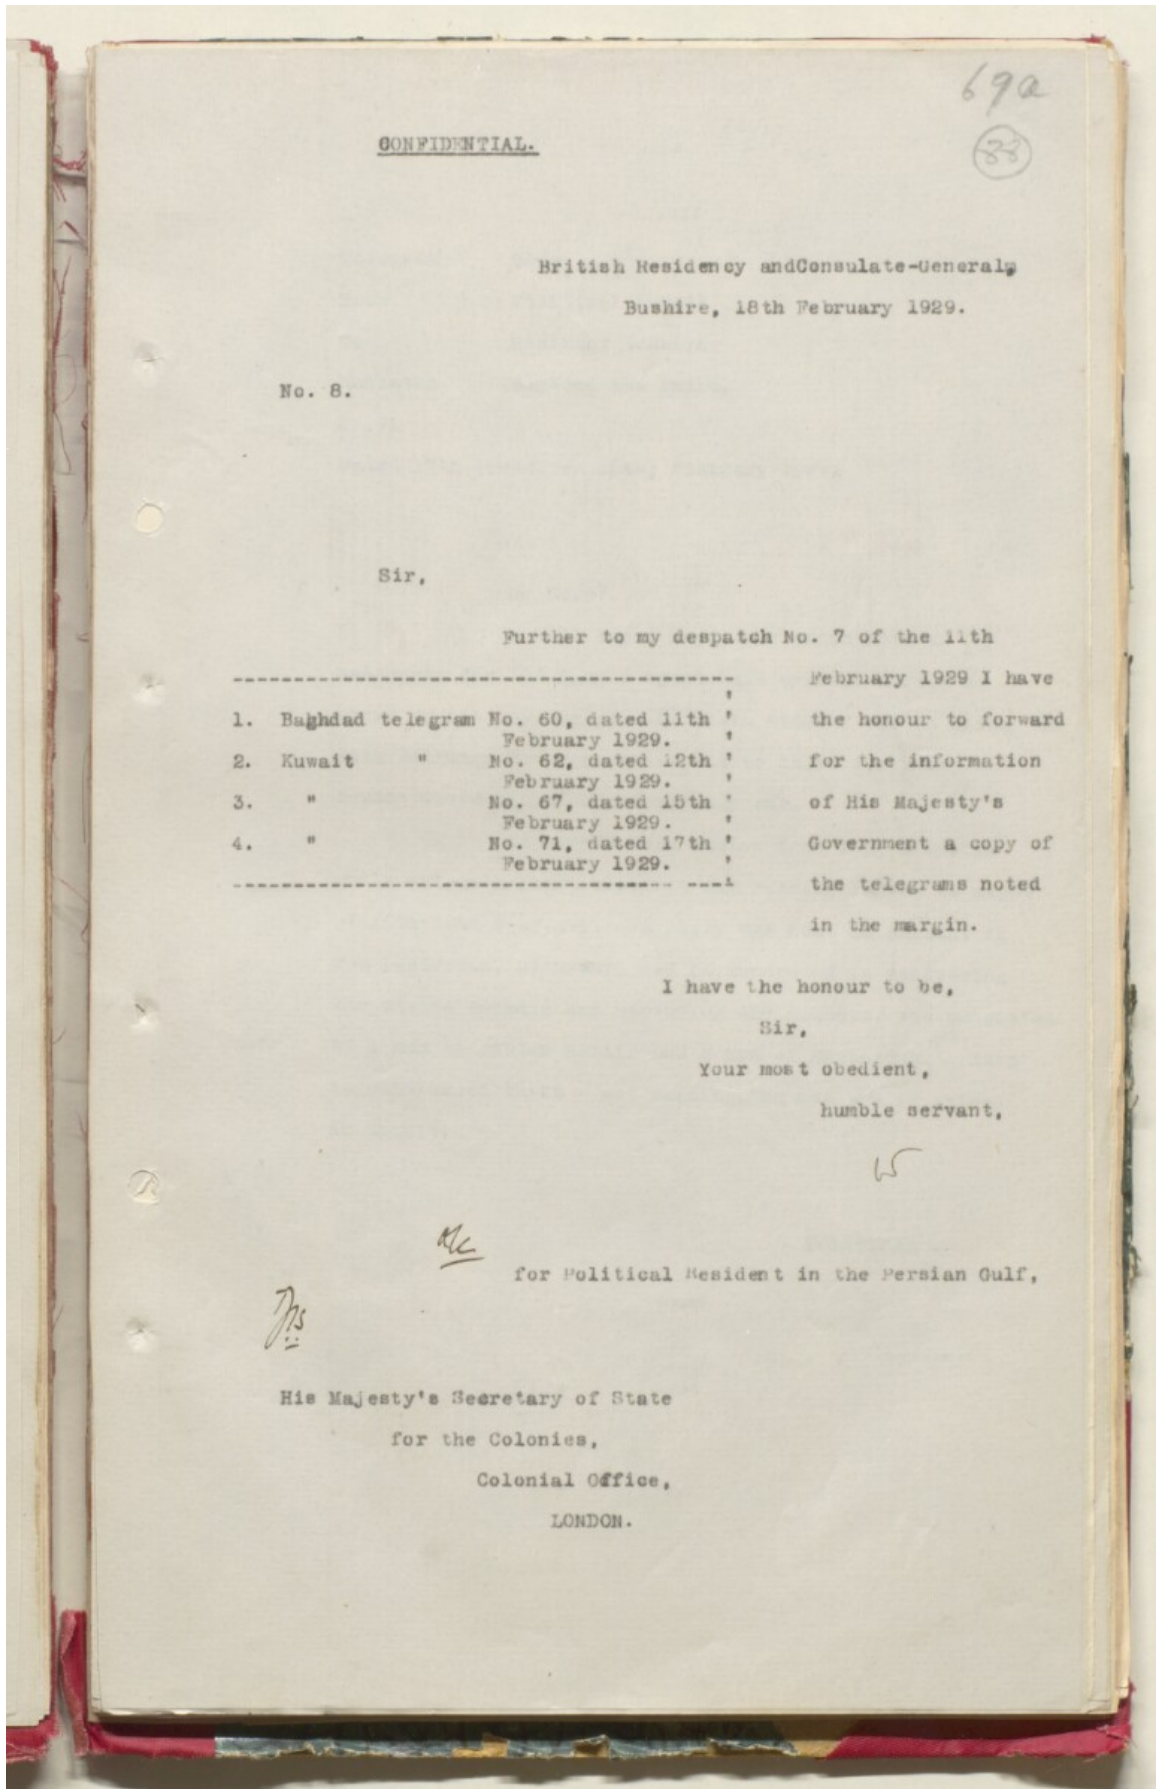 69a
88
CONFIDENTIAL.
British Residency andConsulate-General,
Bushire, 18th February 1929.
No. 8.
Sir,
Further to my despatch No. 7 of the 11th
February 1929 I have
the honour to forward
for the information
of His Majesty's
Government a copy of
the telegrams noted
in the margin.
1. Baghdad telegram No. 60, dated 11th
February 1929.
2. Kuwait " No. 62, dated 12th
February 1929.
3. " No. 67, dated 15th
February 1929.
4. " No. 71, dated 17th
February 1929.
I have the honour to be,
Sir,
Your most obedient,
humble servant,
for Political Resident in the Persian Gulf,
His Majesty's Secretary of State
for the Colonies,
Colonial Office,
LONDON.